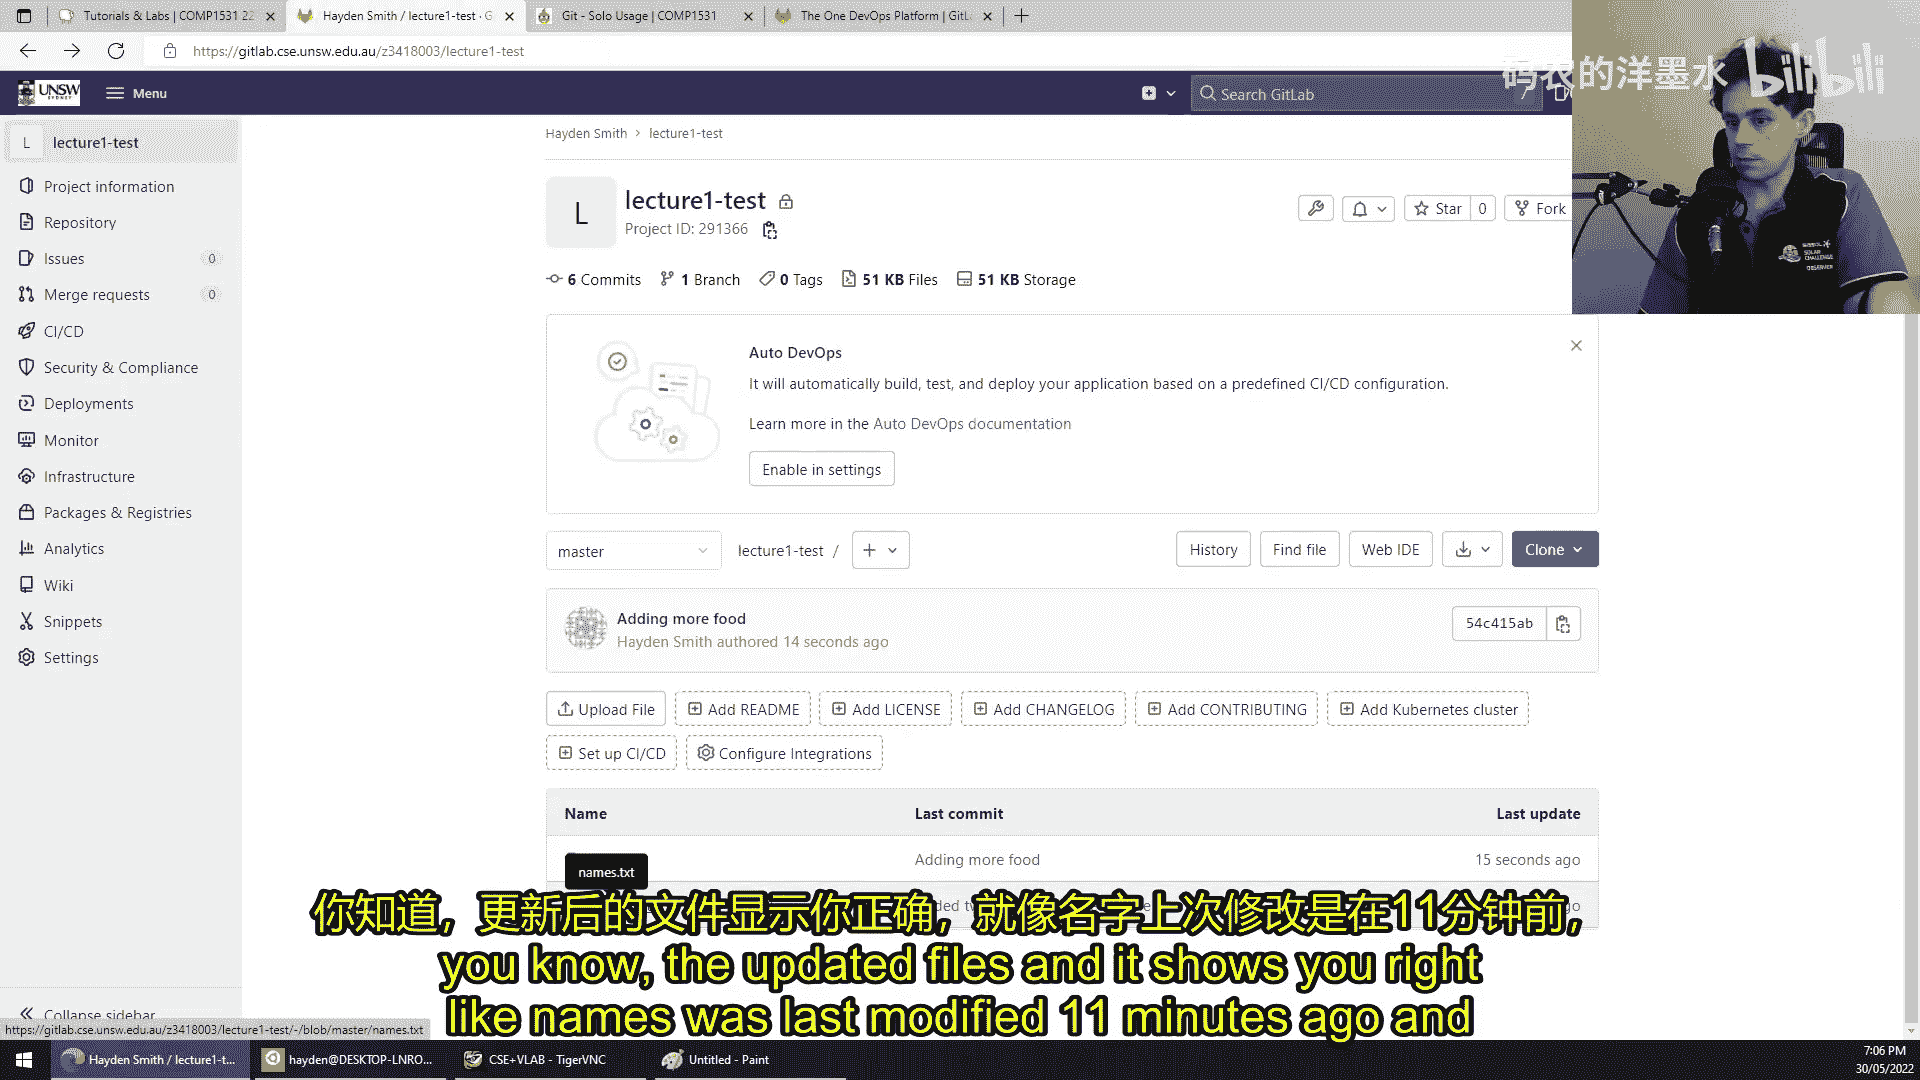 Tutorials & Labs | COMP1531 22
Hayden Smith / lecture1-test · G
Git - Solo Usage | COMP1531
The One DevOps Platform | GitL
https://gitlab.cse.unsw.edu.au/z3418003/lecture1-test
码农的洋墨水 bilibili
UNSW
SYDNEY
Menu
Search GitLab
/
L lecture1-test
Project information
Repository
Issues 0
Merge requests 0
CI/CD
Security & Compliance
Deployments
Monitor
Infrastructure
Packages & Registries
Analytics
Wiki
Snippets
Settings
Collapse sidebar
Hayden Smith > lecture1-test
L
lecture1-test
Project ID: 291366
Star 0
Fork
SOLAR
CHALLENGE
OBSERVER
6 Commits 1 Branch 0 Tags 51 KB Files 51 KB Storage
Auto DevOps
It will automatically build, test, and deploy your application based on a predefined CI/CD configuration.
Learn more in the Auto DevOps documentation
Enable in settings
master
lecture1-test /
History
Find file
Web IDE
Clone
Adding more food
Hayden Smith authored 14 seconds ago
54c415ab
Upload File
Add README
Add LICENSE
Add CHANGELOG
Add CONTRIBUTING
Add Kubernetes cluster
Set up CI/CD
Configure Integrations
Name Last commit Last update
Adding more food 15 seconds ago
names.txt
你知道，更新后的文件显示你正确，就像名字上次修改是在11分钟前，
you know, the updated files and it shows you right
like names was last modified 11 minutes ago and
https://gitlab.cse.unsw.edu.au/z3418003/lecture1-test/-/blob/master/names.txt
Hayden Smith / lecture1-t...
hayden@DESKTOP-LNRO...
CSE+VLAB - TigerVNC
Untitled - Paint
7:06 PM
30/05/2022